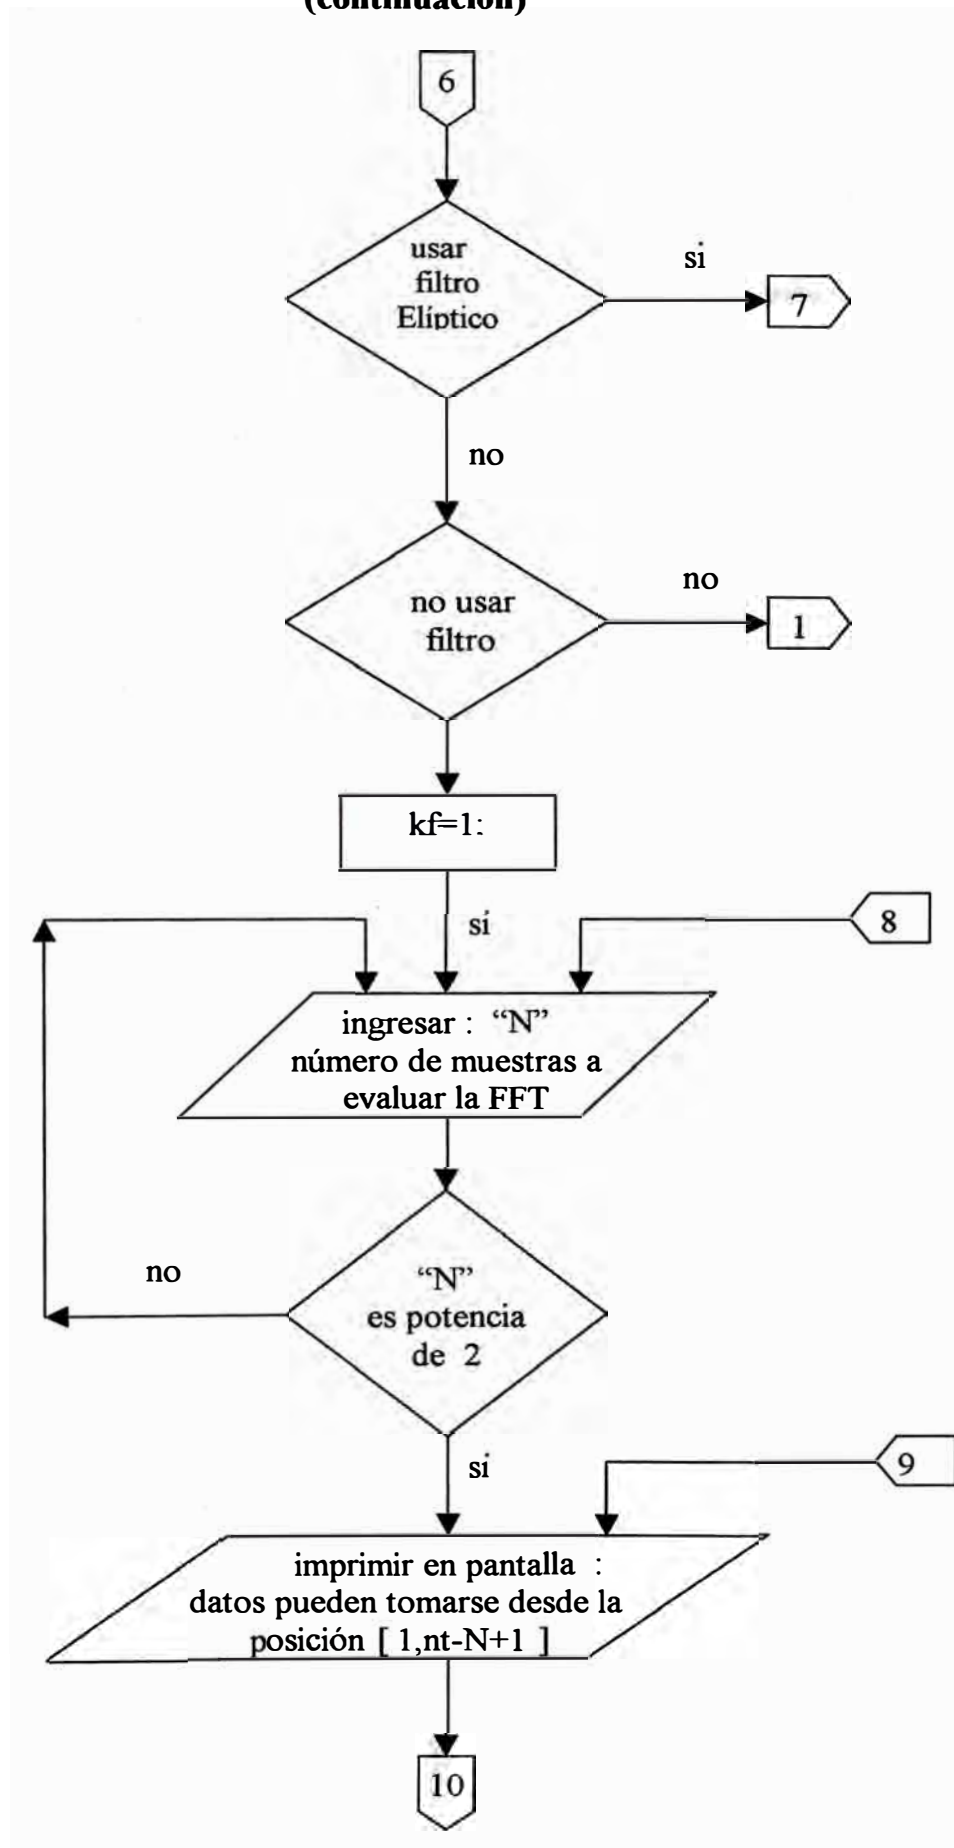 (continuación)
6
usar
filtro
Elíptico
si
7
no
no usar
filtro
no
1
kf=1;
si
8
ingresar : “N”
número de muestras a
evaluar la FFT
no
“N”
es potencia
de 2
si
9
imprimir en pantalla :
datos pueden tomarse desde la
posición [ 1,nt-N+1 ]
10